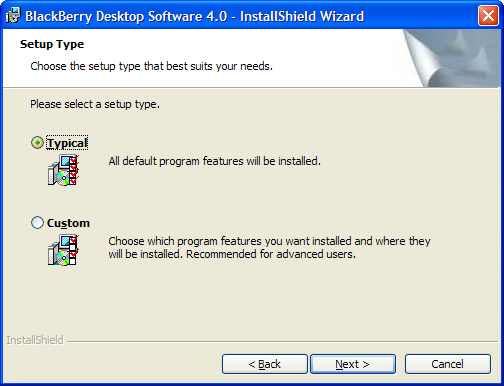 BlackBerry Desktop Software 4.0 - InstallShield Wizard
Setup Type
Choose the setup type that best suits your needs.
Please select a setup type.
Typical
All default program features will be installed.
Custom
Choose which program features you want installed and where they
will be installed. Recommended for advanced users.
InstallShield
< Back
Next >
Cancel